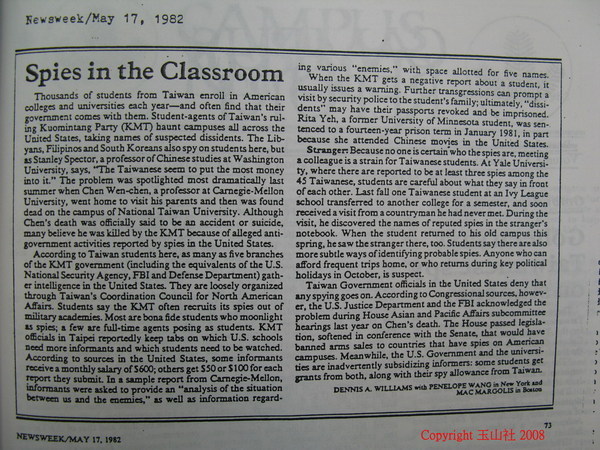 Newsweek/May 17, 1982
Spies in the Classroom
Thousands of students from Taiwan enroll in American
colleges and universities each year—and often find that their
government comes with them. Student-agents of Taiwan's rul-
ing Kuomintang Party (KMT) haunt campuses all across the
United States, taking names of suspected dissidents. The Lib-
yans, Filipinos and South Koreans also spy on students here, but
as Stanley Spector, a professor of Chinese studies at Washington
University, says, "The Taiwanese seem to put the most money
into it." The problem was spotlighted most dramatically last
summer when Chen Wen-chen, a professor at Carnegie-Mellon
University, went home to visit his parents and then was found
dead on the campus of National Taiwan University. Although
Chen's death was officially said to be an accident or suicide,
many believe he was killed by the KMT because of alleged anti-
government activities reported by spies in the United States.
According to Taiwan students here, as many as five branches
of the KMT government (including the equivalents of the U.S.
National Security Agency, FBI and Defense Department) gath-
er intelligence in the United States. They are loosely organized
through Taiwan's Coordination Council for North American
Affairs. Students say the KMT often recruits its spies out of
military academies. Most are bona fide students who moonlight
as spies; a few are full-time agents posing as students. KMT
officials in Taipei reportedly keep tabs on which U.S. schools
need more informants and which students need to be watched.
According to sources in the United States, some informants
receive a monthly salary of $600; others get $50 or $100 for each
report they submit. In a sample report from Carnegie-Mellon,
informants were asked to provide an "analysis of the situation
between us and the enemies," as well as information regard-
ing various "enemies," with space allotted for five names.
When the KMT gets a negative report about a student, it
usually issues a warning. Further transgressions can prompt a
visit by security police to the student's family; ultimately, "dissi-
dents" may have their passports revoked and be imprisoned.
Rita Yeh, a former University of Minnesota student, was sen-
tenced to a fourteen-year prison term in January 1981, in part
because she attended Chinese movies in the United States.
Stranger: Because no one is certain who the spies are, meeting
a colleague is a strain for Taiwanese students. At Yale Universi-
ty, where there are reported to be at least three spies among the
45 Taiwanese, students are careful about what they say in front
of each other. Last fall one Taiwanese student at an Ivy League
school transferred to another college for a semester, and soon
received a visit from a countryman he had never met. During the
visit, he discovered the names of reputed spies in the stranger's
notebook. When the student returned to his old campus this
spring, he saw the stranger there, too. Students say there are also
more subtle ways of identifying probable spies. Anyone who can
afford frequent trips home, or who returns during key political
holidays in October, is suspect.
Taiwan Government officials in the United States deny that
any spying goes on. According to Congressional sources, howev-
er, the U.S. Justice Department and the FBI acknowledged the
problem during House Asian and Pacific Affairs subcommittee
hearings last year on Chen's death. The House passed legisla-
tion, softened in conference with the Senate, that would have
banned arms sales to countries that have spies on American
campuses. Meanwhile, the U.S. Government and the universi-
ties are inadvertently subsidizing informers: some students get
grants from both, along with their spy allowance from Taiwan.
DENNIS A. WILLIAMS with PENELOPE WANG in New York and
MAC MARGOLIS in Boston
73
NEWSWEEK/MAY 17, 1982
Copyright 玉山社 2008